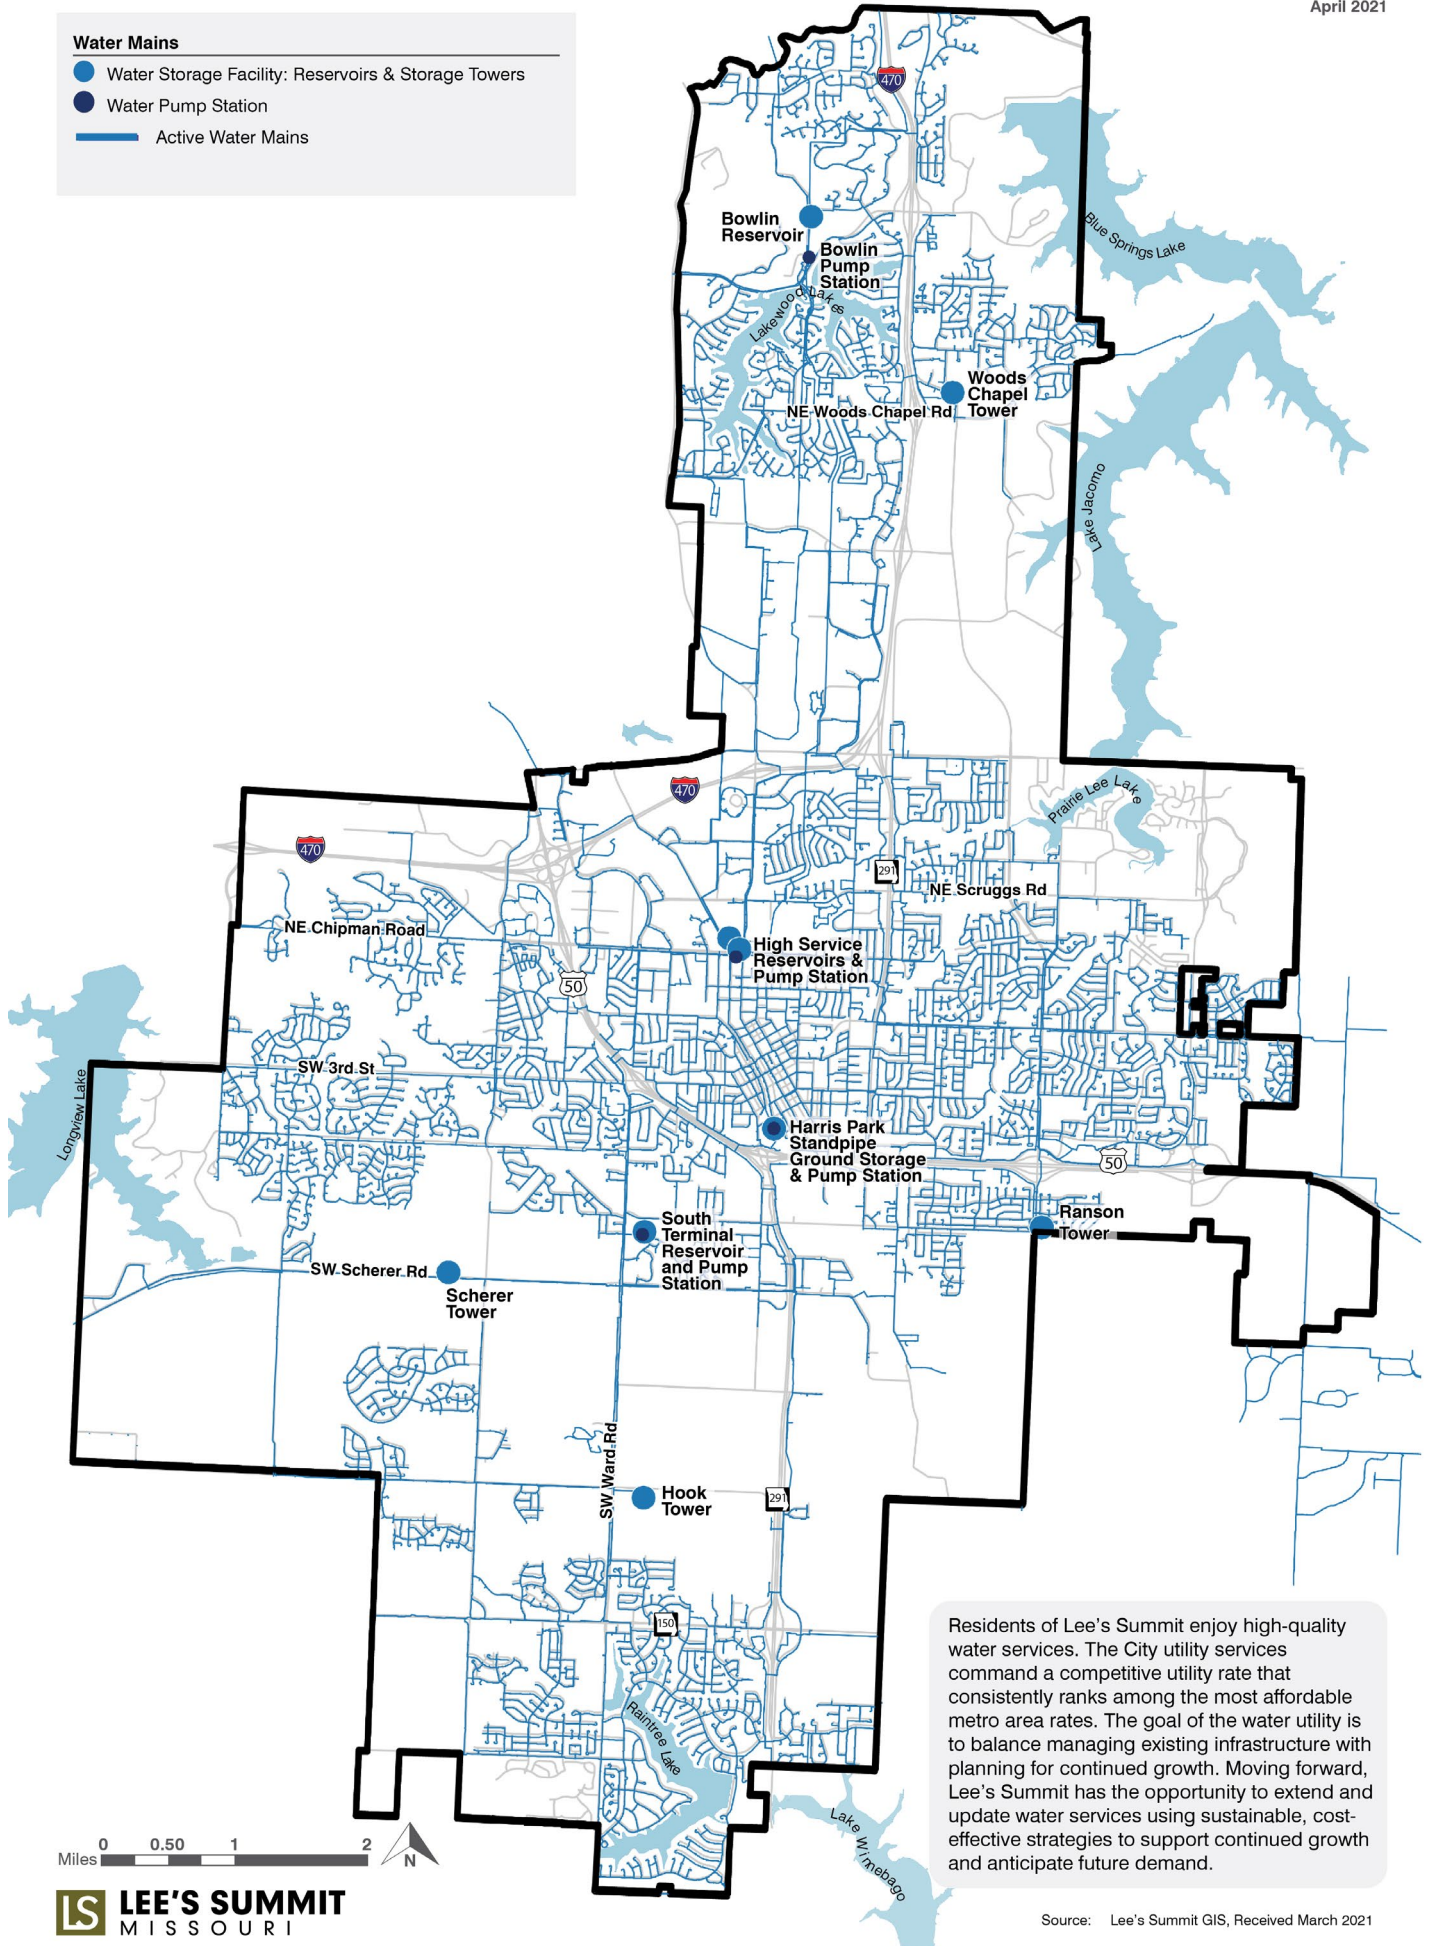 April 2021
Water Mains
Water Storage Facility: Reservoirs & Storage Towers
Water Pump Station
Active Water Mains
470
Bowlin
Reservoir
Bowlin
Pump
Station
Blue Springs Lake
Lakewood Lakes
Woods
Chapel
Tower
NE Woods Chapel Rd
Lake Jacomo
470
Prairie Lee Lake
470
291
NE Scruggs Rd
NE Chipman Road
High Service
Reservoirs &
Pump Station
50
SW 3rd St
Longview Lake
Harris Park
Standpipe
Ground Storage
& Pump Station
50
South
Terminal
Reservoir
and Pump
Station
Ranson
Tower
SW Scherer Rd
Scherer
Tower
SW Ward Rd
Hook
Tower
291
150
Raintree Lake
Lake Winnebago
Residents of Lee’s Summit enjoy high-quality
water services. The City utility services
command a competitive utility rate that
consistently ranks among the most affordable
metro area rates. The goal of the water utility is
to balance managing existing infrastructure with
planning for continued growth. Moving forward,
Lee’s Summit has the opportunity to extend and
update water services using sustainable, cost-
effective strategies to support continued growth
and anticipate future demand.
0 0.50 1 2
Miles
N
LS LEE'S SUMMIT
MISSOURI
Source: Lee’s Summit GIS, Received March 2021